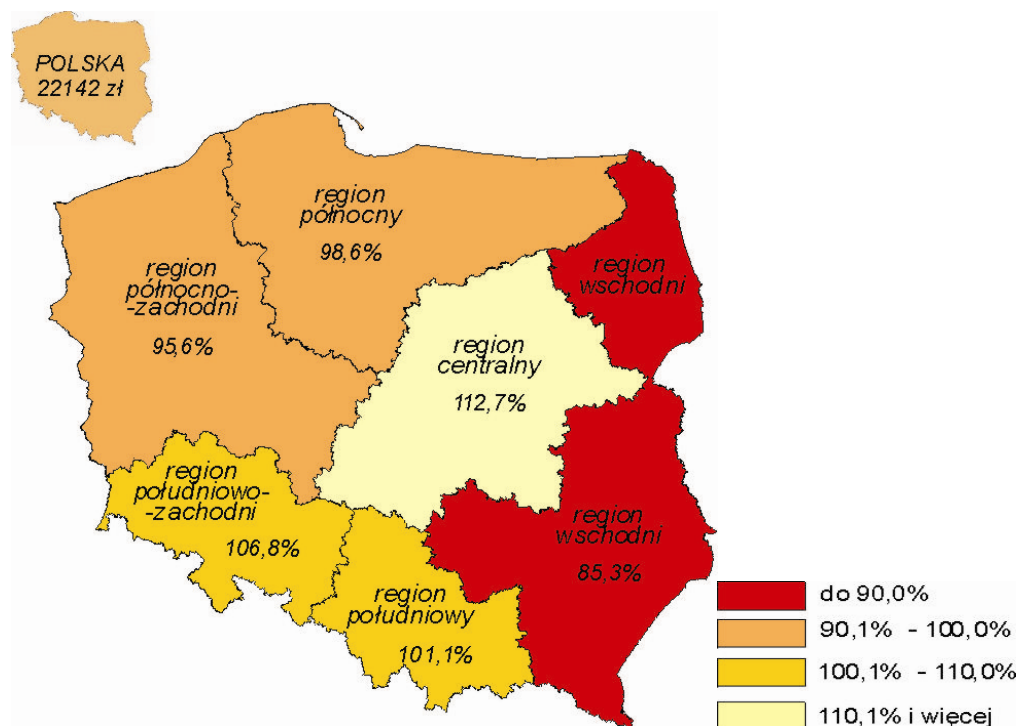 POLSKA
22142 zł
region
północny
98,6%
region
wschodni
region
północno-
-zachodni
95,6%
region
centralny
112,7%
region
południowo-
-zachodni
106,8%
region
wschodni
85,3%
region
południowy
101,1%
do 90,0%
90,1% - 100,0%
100,1% - 110,0%
110,1% i więcej